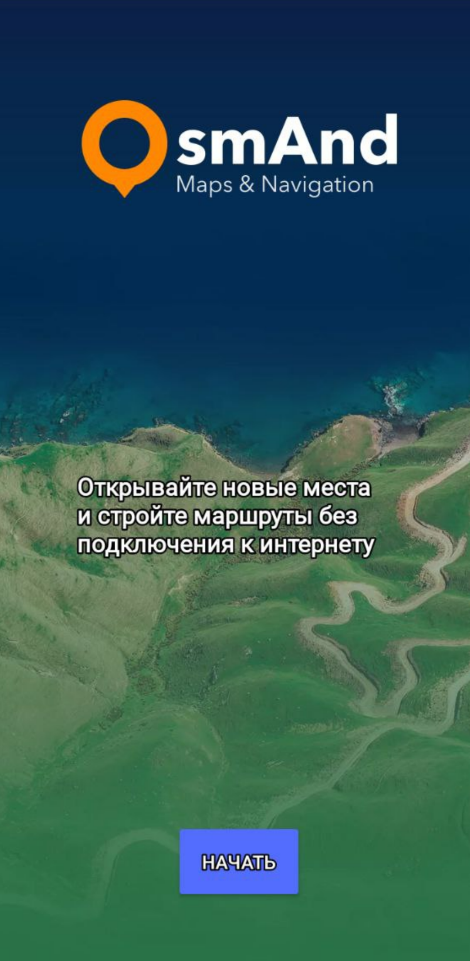 OsmAnd
Maps & Navigation
Открывайте новые места
и стройте маршруты без
подключения к интернету
НАЧАТЬ